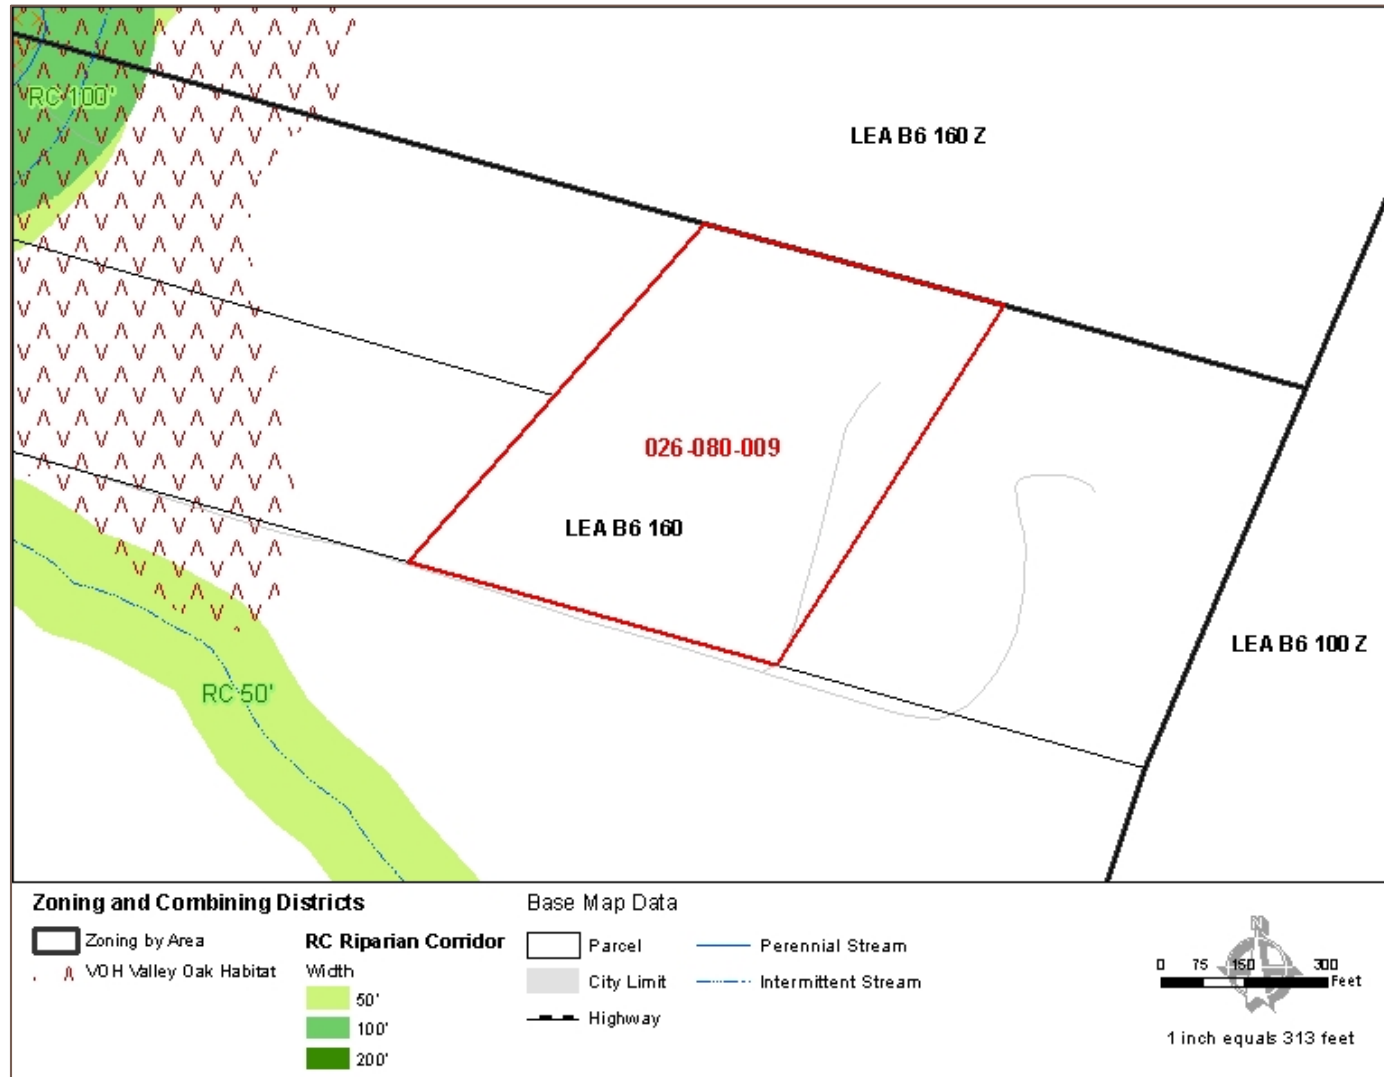 RC 100'
LEA B6 160 Z
026-080-009
LEA B6 160
LEA B6 100 Z
RC 50'
Zoning and Combining Districts
Zoning by Area
VOH Valley Oak Habitat
RC Riparian Corridor
Width
50'
100'
200'
Base Map Data
Parcel
City Limit
Highway
Perennial Stream
Intermittent Stream
N
0 75 150 300
Feet
1 inch equals 313 feet